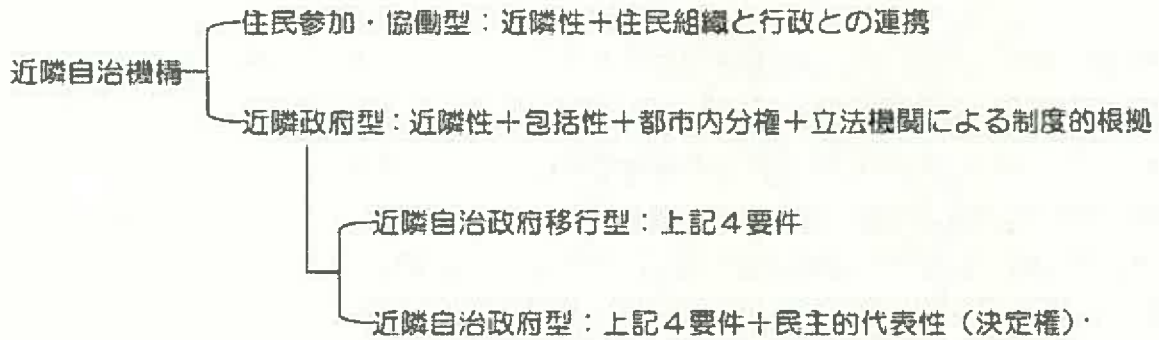 住民参加・協働型：近隣性＋住民組織と行政との連携
近隣自治機構
近隣政府型：近隣性＋包括性＋都市内分権＋立法機関による制度的根拠
近隣自治政府移行型：上記４要件
近隣自治政府型：上記４要件＋民主的代表性（決定権）